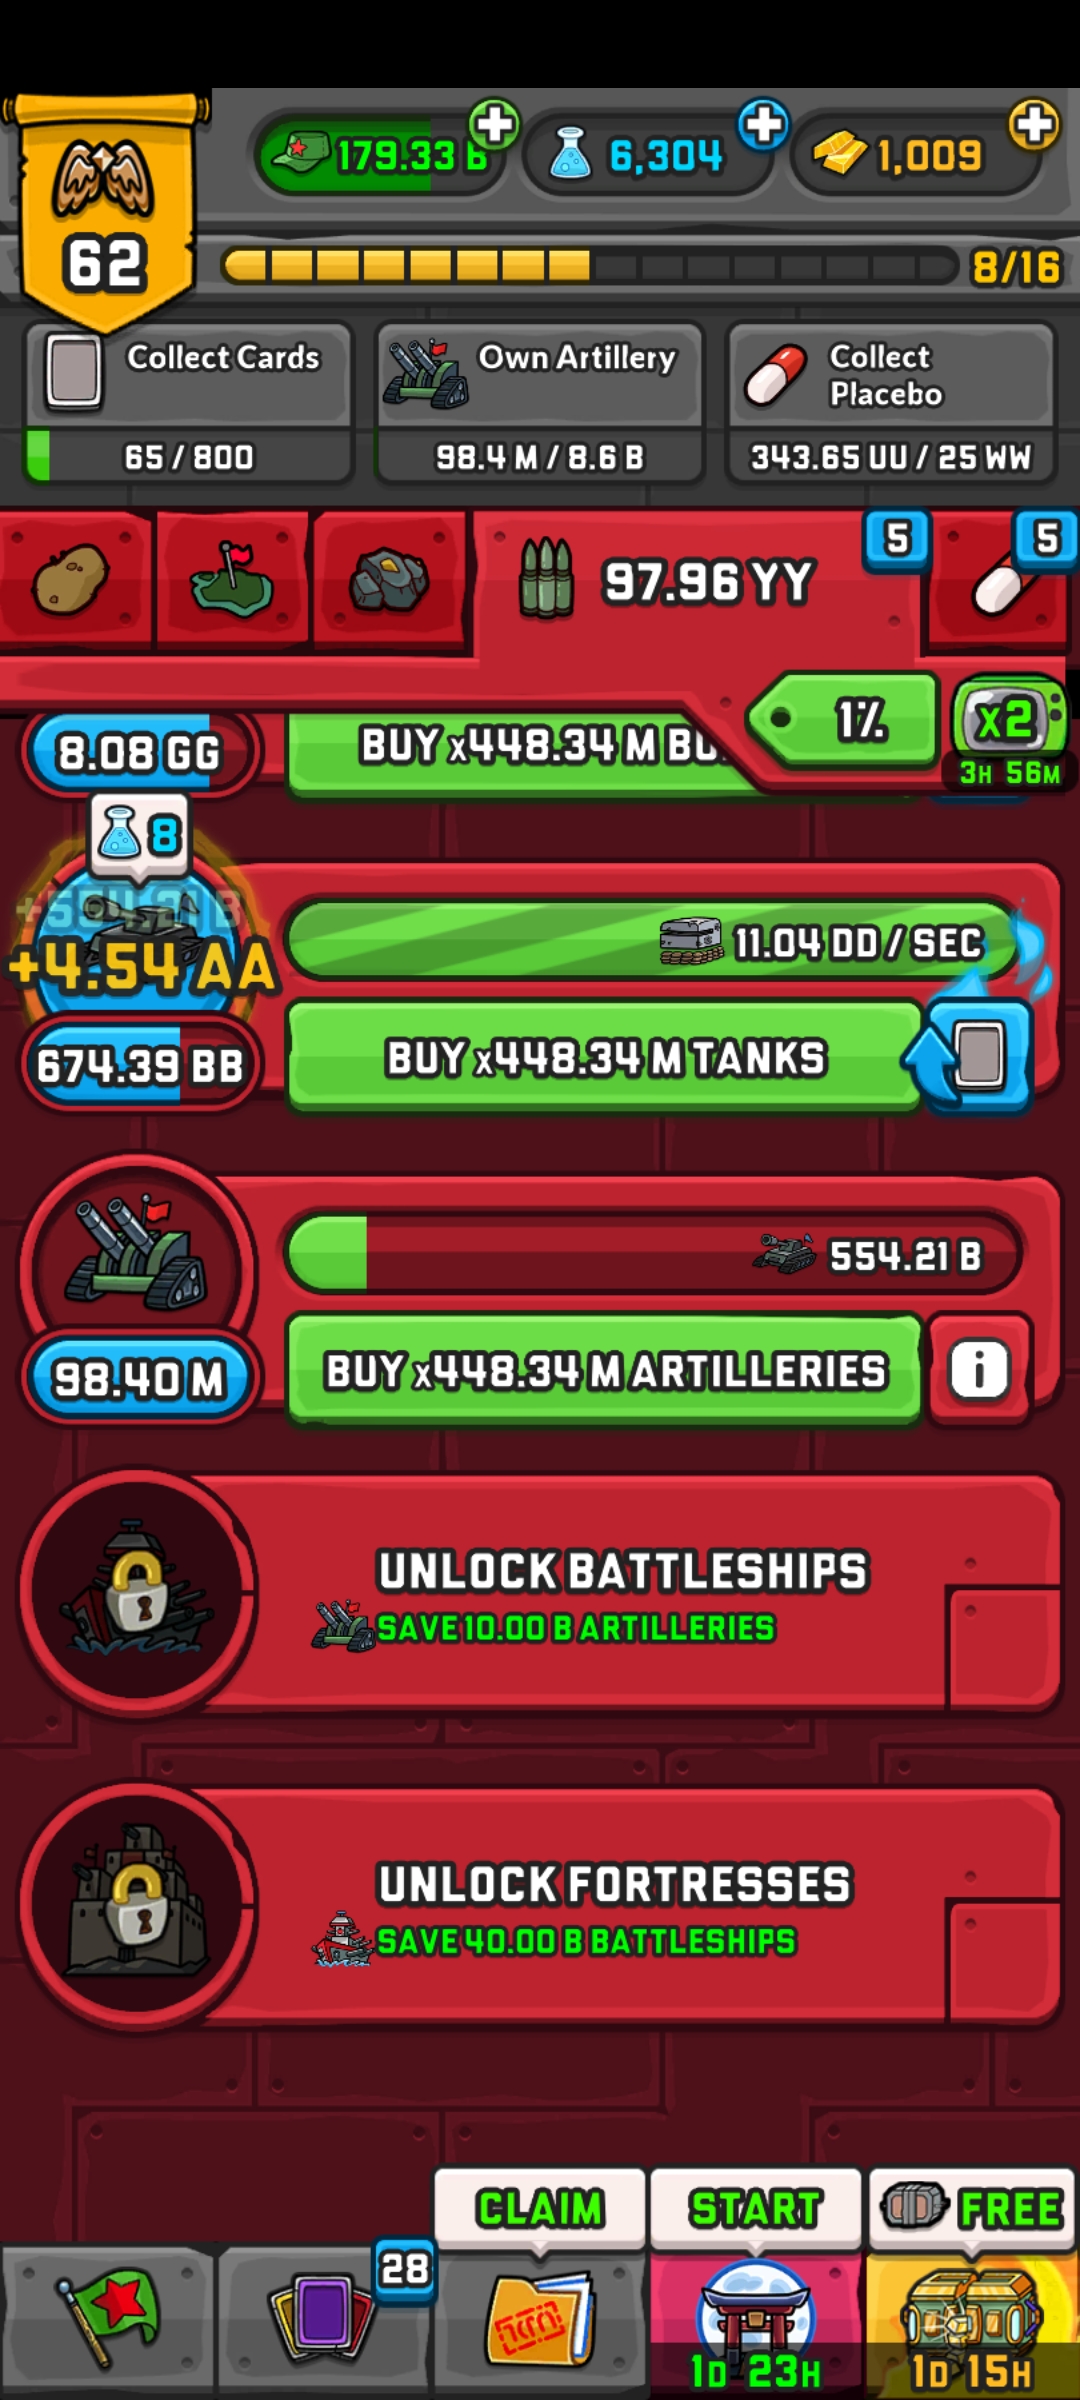 179.33 B
6,304
1,009
62
8/16
Collect Cards
65 / 800
Own Artillery
98.4 M / 8.6 B
Collect
Placebo
343.65 UU / 25 WW
97.96 YY
5
5
1%
x2
3H 56M
8.08 GG
BUY x448.34 M BU
8
+554.21 B
+4.54 AA
11.04 DD / SEC
674.39 BB
BUY x448.34 M TANKS
554.21 B
98.40 M
BUY x448.34 M ARTILLERIES
i
UNLOCK BATTLESHIPS
SAVE 10.00 B ARTILLERIES
UNLOCK FORTRESSES
SAVE 40.00 B BATTLESHIPS
CLAIM
START
FREE
28
1D 23H
1D 15H